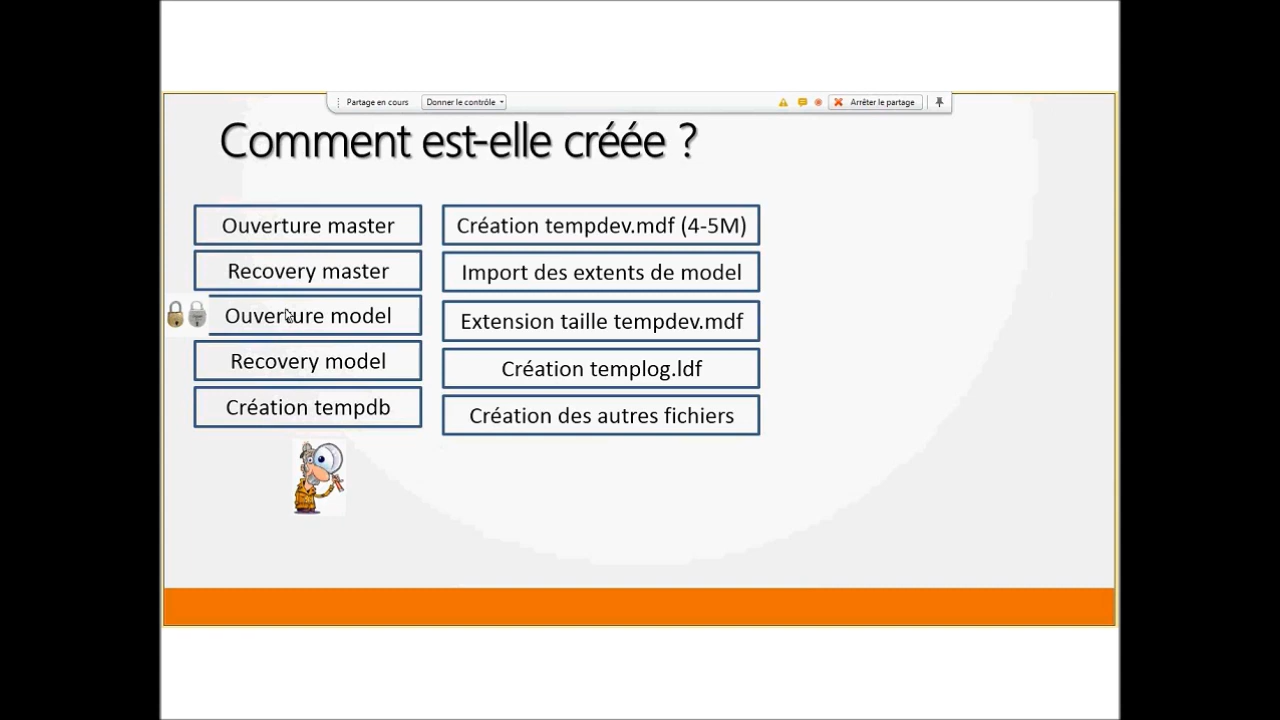 Partage en cours
Donner le contrôle
Arrêter le partage
Comment est-elle créée ?
Ouverture master
Recovery master
Ouverture model
Recovery model
Création tempdb
Création tempdev.mdf (4-5M)
Import des extents de model
Extension taille tempdev.mdf
Création templog.ldf
Création des autres fichiers